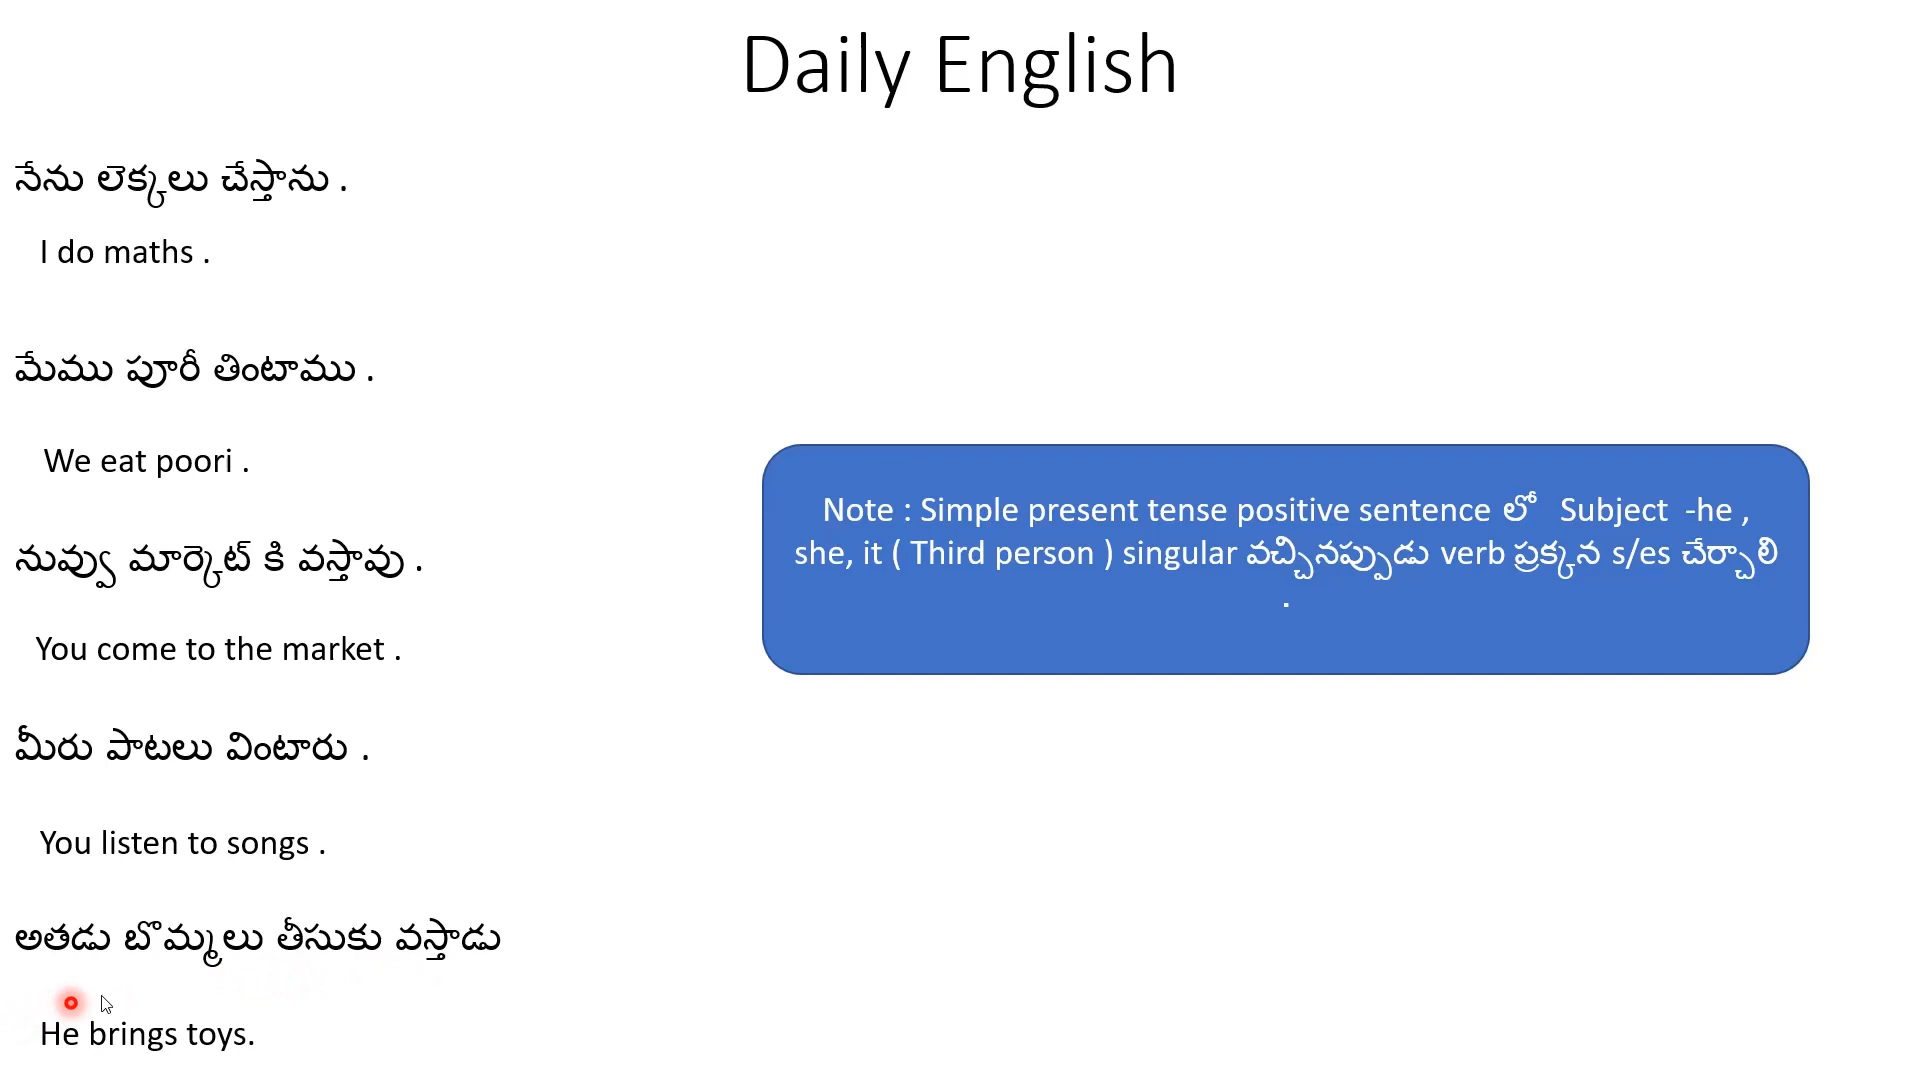 Daily English
నేను లెక్కలు చేస్తాను .
I do maths .
మేము పూరీ తింటాము .
We eat poori .
నువ్వు మార్కెట్ కి వస్తావు .
You come to the market .
మీరు పాటలు వింటారు .
You listen to songs .
అతడు బొమ్మలు తీసుకు వస్తాడు
He brings toys.
Note : Simple present tense positive sentence లో Subject -he ,
she, it ( Third person ) singular వచ్చినప్పుడు verb ప్రక్కన s/es చేర్చాలి
.